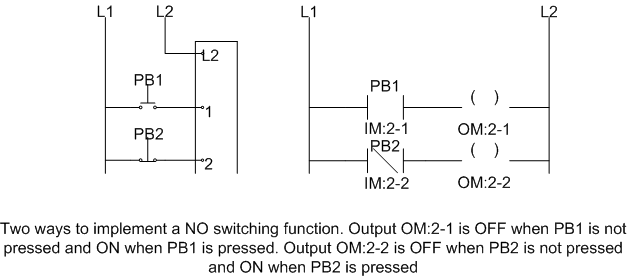 L1 L2 L1 L2
L2
PB1 PB1 ( )
1
IM:2-1 OM:2-1
PB2 PB2 ( )
2
IM:2-2 OM:2-2
Two ways to implement a NO switching function. Output OM:2-1 is OFF when PB1 is not
pressed and ON when PB1 is pressed. Output OM:2-2 is OFF when PB2 is not pressed
and ON when PB2 is pressed